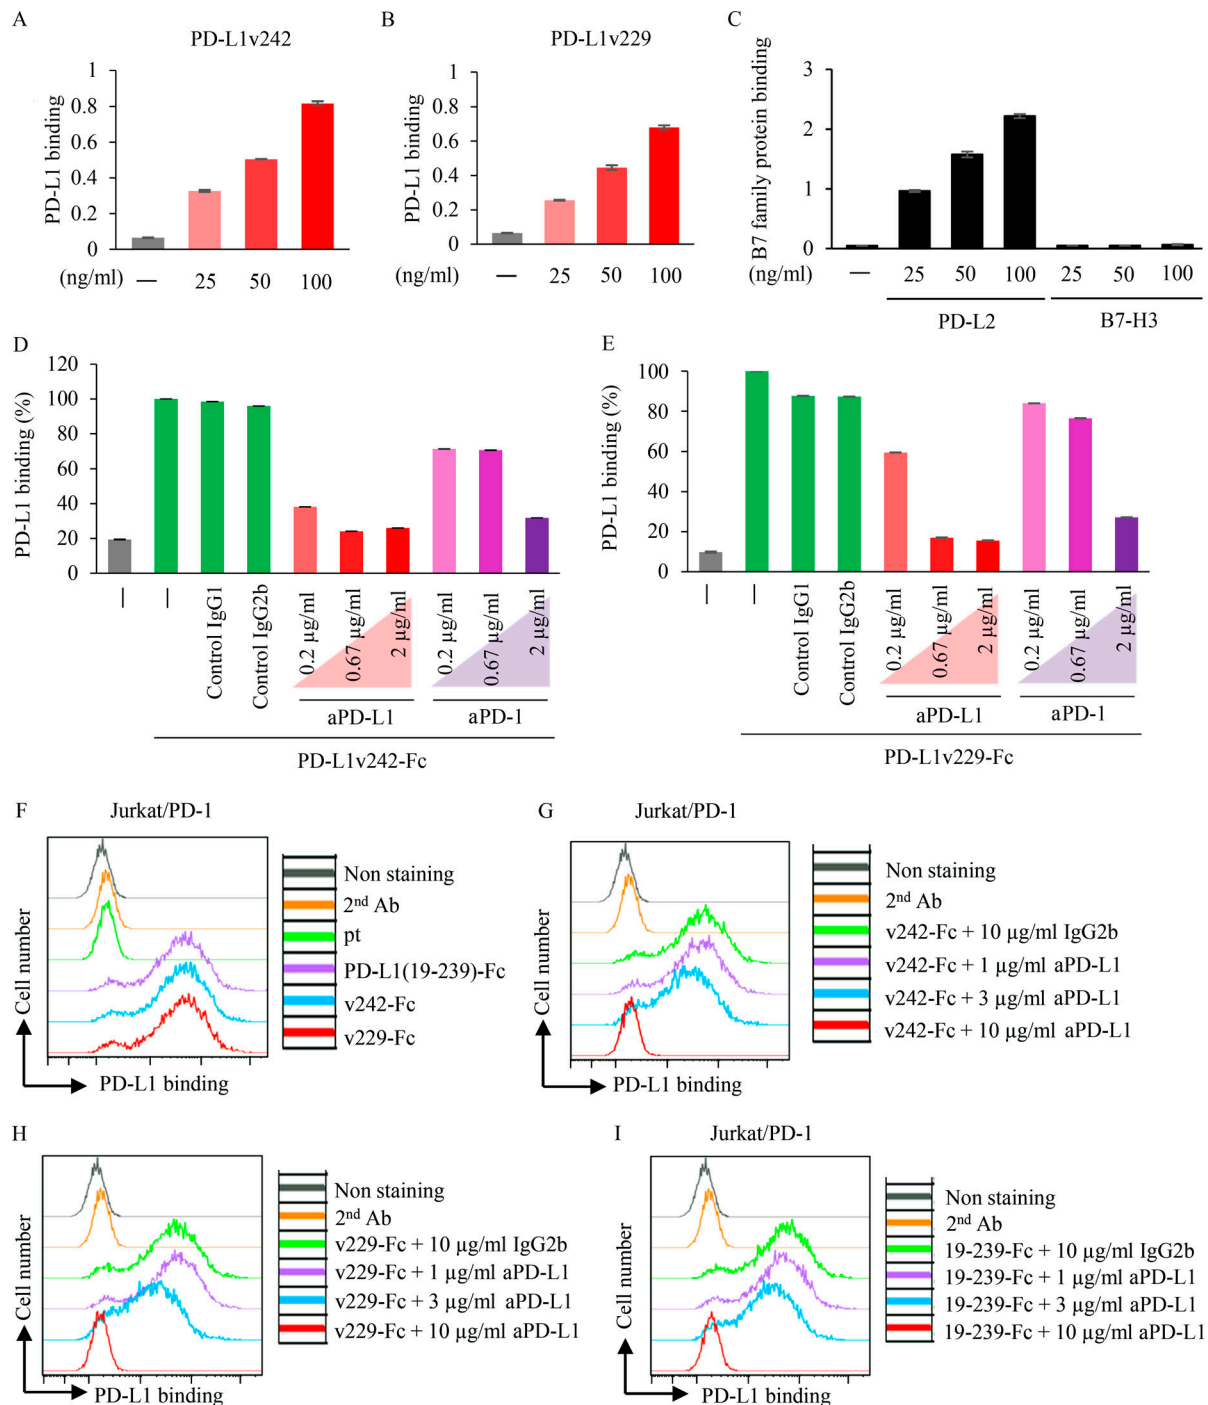 A
PD-L1v242
PD-L1 binding
1
0.8
0.6
0.4
0.2
0
(ng/ml) — 25 50 100
B
PD-L1v229
PD-L1 binding
1
0.8
0.6
0.4
0.2
0
(ng/ml) — 25 50 100
C
B7 family protein binding
3
2
1
0
(ng/ml) — 25 50 100 25 50 100
PD-L2 B7-H3
D
PD-L1 binding (%)
120
100
80
60
40
20
0
—
—
Control IgG1
Control IgG2b
0.2 µg/ml
0.67 µg/ml
2 µg/ml
0.2 µg/ml
0.67 µg/ml
2 µg/ml
aPD-L1 aPD-1
PD-L1v242-Fc
E
PD-L1 binding (%)
100
80
60
40
20
0
—
—
Control IgG1
Control IgG2b
0.2 µg/ml
0.67 µg/ml
2 µg/ml
0.2 µg/ml
0.67 µg/ml
2 µg/ml
aPD-L1 aPD-1
PD-L1v229-Fc
F
Jurkat/PD-1
Cell number
PD-L1 binding
Non staining
2nd Ab
pt
PD-L1(19-239)-Fc
v242-Fc
v229-Fc
G
Jurkat/PD-1
Cell number
PD-L1 binding
Non staining
2nd Ab
v242-Fc + 10 µg/ml IgG2b
v242-Fc + 1 µg/ml aPD-L1
v242-Fc + 3 µg/ml aPD-L1
v242-Fc + 10 µg/ml aPD-L1
H
Cell number
PD-L1 binding
Non staining
2nd Ab
v229-Fc + 10 µg/ml IgG2b
v229-Fc + 1 µg/ml aPD-L1
v229-Fc + 3 µg/ml aPD-L1
v229-Fc + 10 µg/ml aPD-L1
I
Jurkat/PD-1
Cell number
PD-L1 binding
Non staining
2nd Ab
19-239-Fc + 10 µg/ml IgG2b
19-239-Fc + 1 µg/ml aPD-L1
19-239-Fc + 3 µg/ml aPD-L1
19-239-Fc + 10 µg/ml aPD-L1